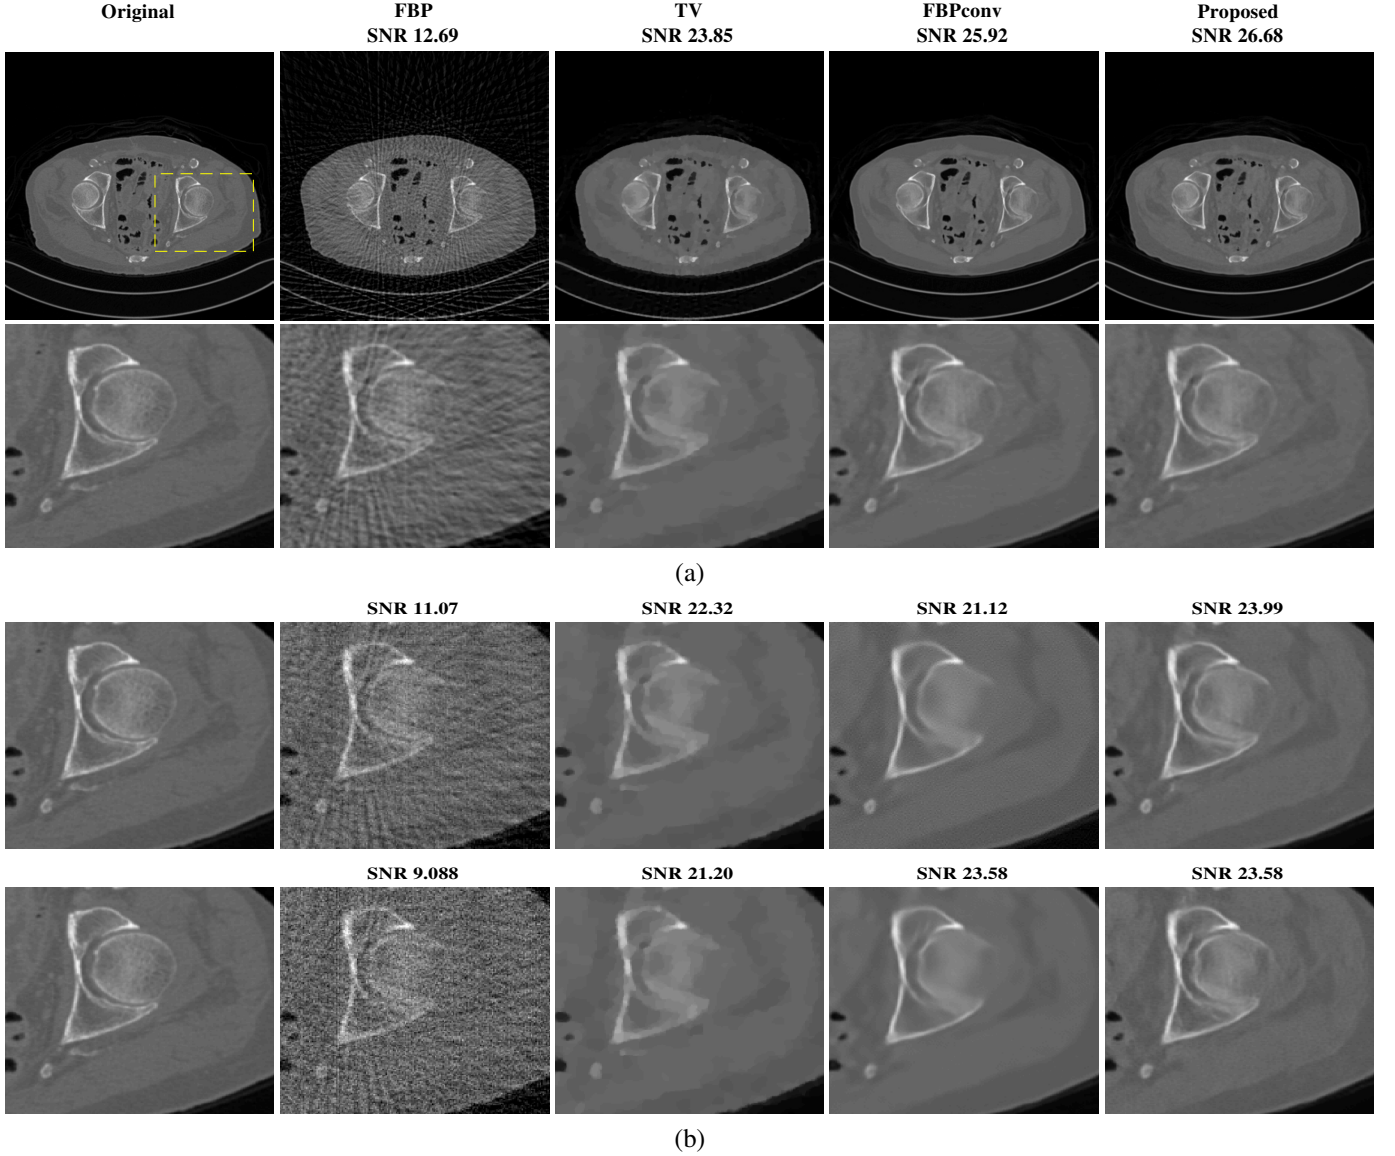 Original FBP TV FBPconv Proposed
SNR 12.69 SNR 23.85 SNR 25.92 SNR 26.68
(a)
SNR 11.07 SNR 22.32 SNR 21.12 SNR 23.99
SNR 9.088 SNR 21.20 SNR 23.58 SNR 23.58
(b)